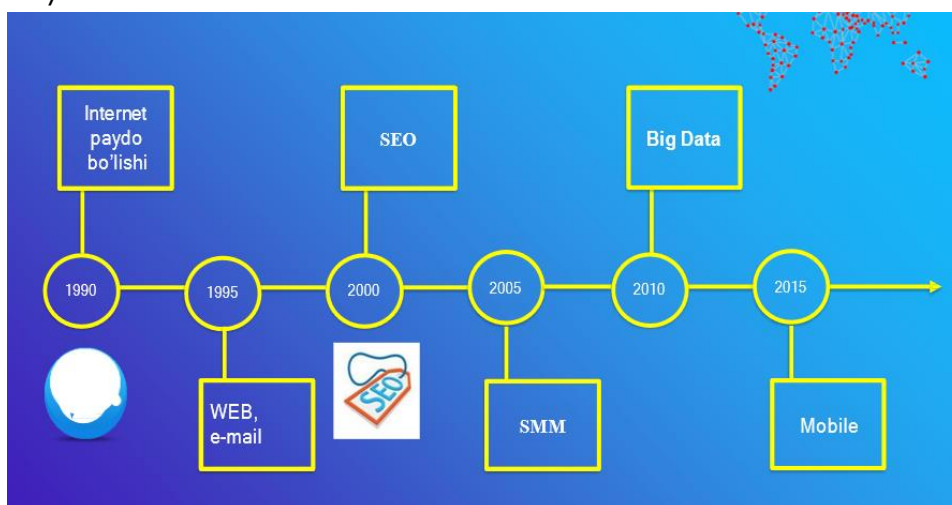 Internet
paydo
bo'lishi
SEO
Big Data
1990
1995
2000
2005
2010
2015
SEO
WEB,
e-mail
SMM
Mobile